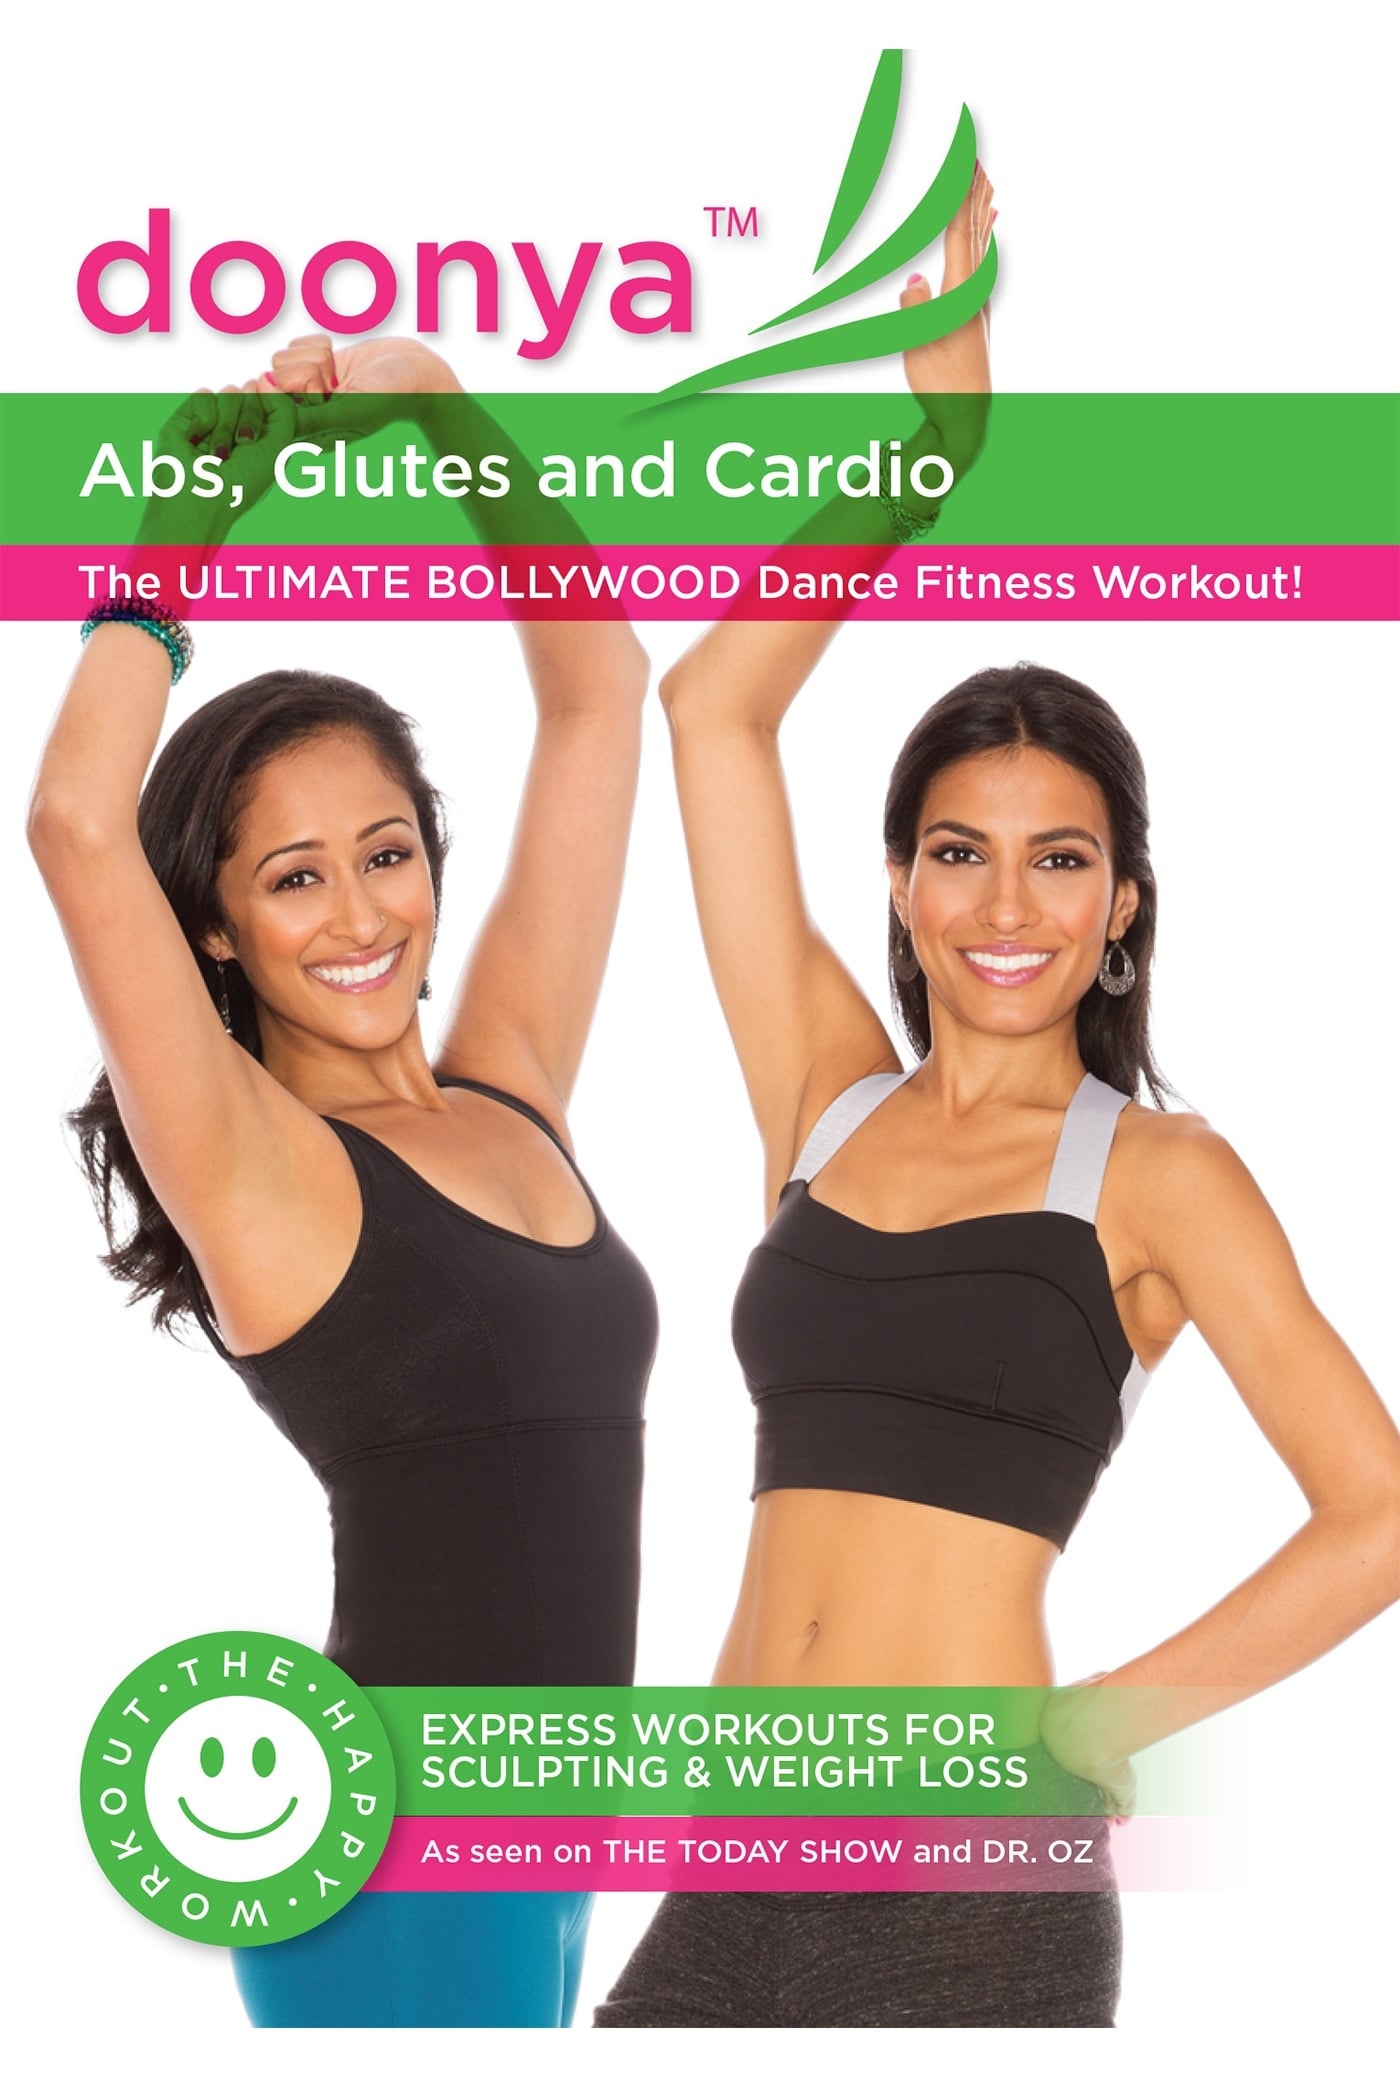 doonya™
Abs, Glutes and Cardio
The ULTIMATE BOLLYWOOD Dance Fitness Workout!
THE • HAPPY • WORKOUT •
EXPRESS WORKOUTS FOR
SCULPTING & WEIGHT LOSS
As seen on THE TODAY SHOW and DR. OZ